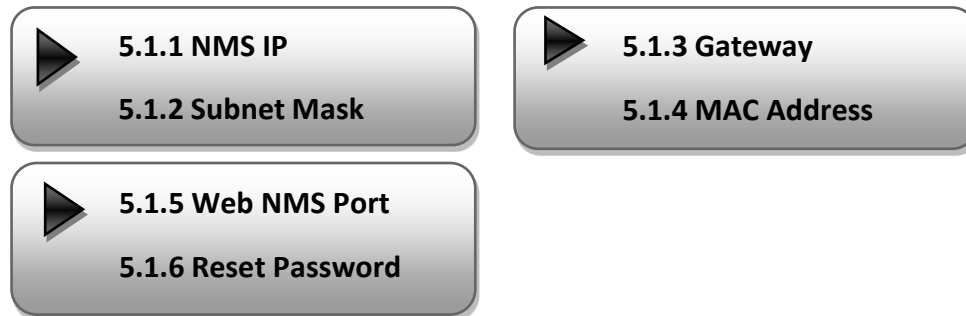 5.1.1 NMS IP
5.1.2 Subnet Mask
5.1.3 Gateway
5.1.4 MAC Address
5.1.5 Web NMS Port
5.1.6 Reset Password